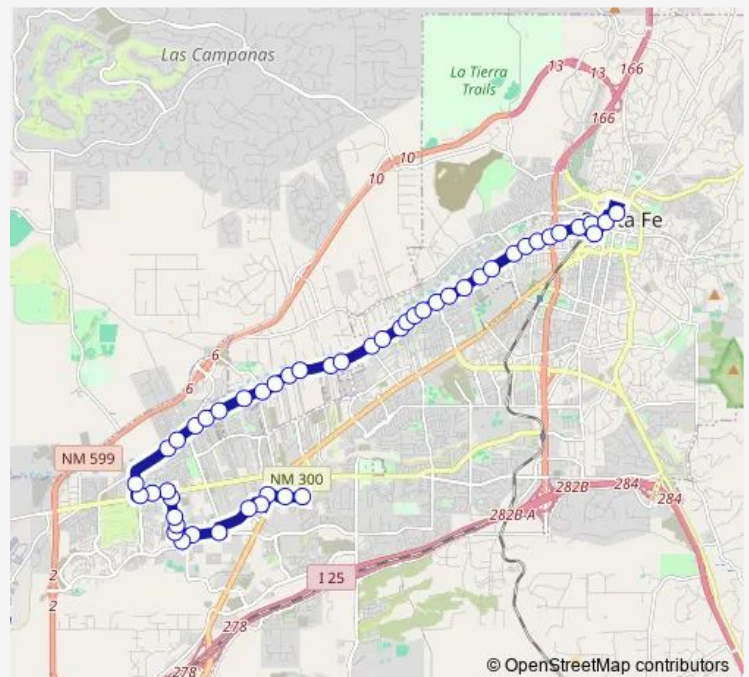 Las Campanas
La Tierra
Trails
13
13
166
166
10
10
Fe
6
6
NM 599
NM 300
282B
284
284
282B-A
2
2
I 25
278
278
© OpenStreetMap contributors